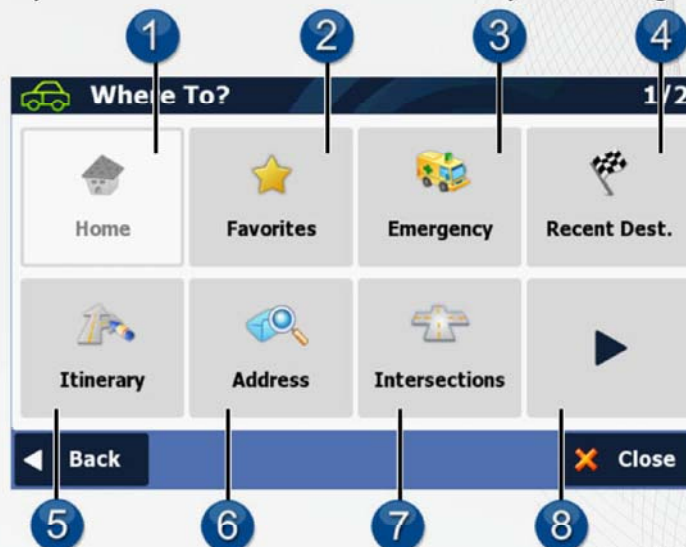 1 2 3 4
Where To? 1/2
Home Favorites Emergency Recent Dest.
Itinerary Address Intersections
Back Close
5 6 7 8